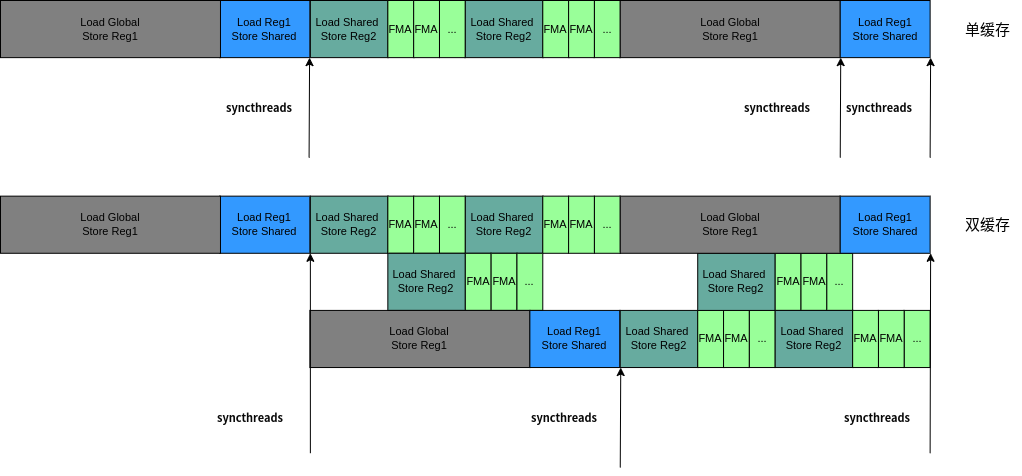 Load Global
Store Reg1
Load Reg1
Store Shared
Load Shared
Store Reg2
FMA
FMA
...
Load Shared
Store Reg2
FMA
FMA
...
Load Global
Store Reg1
Load Reg1
Store Shared
单缓存
syncthreads
syncthreads
syncthreads
Load Global
Store Reg1
Load Reg1
Store Shared
Load Shared
Store Reg2
FMA
FMA
...
Load Shared
Store Reg2
FMA
FMA
...
Load Global
Store Reg1
Load Reg1
Store Shared
双缓存
Load Shared
Store Reg2
FMA
FMA
...
Load Shared
Store Reg2
FMA
FMA
...
Load Global
Store Reg1
Load Reg1
Store Shared
Load Shared
Store Reg2
FMA
FMA
...
Load Shared
Store Reg2
FMA
FMA
...
syncthreads
syncthreads
syncthreads